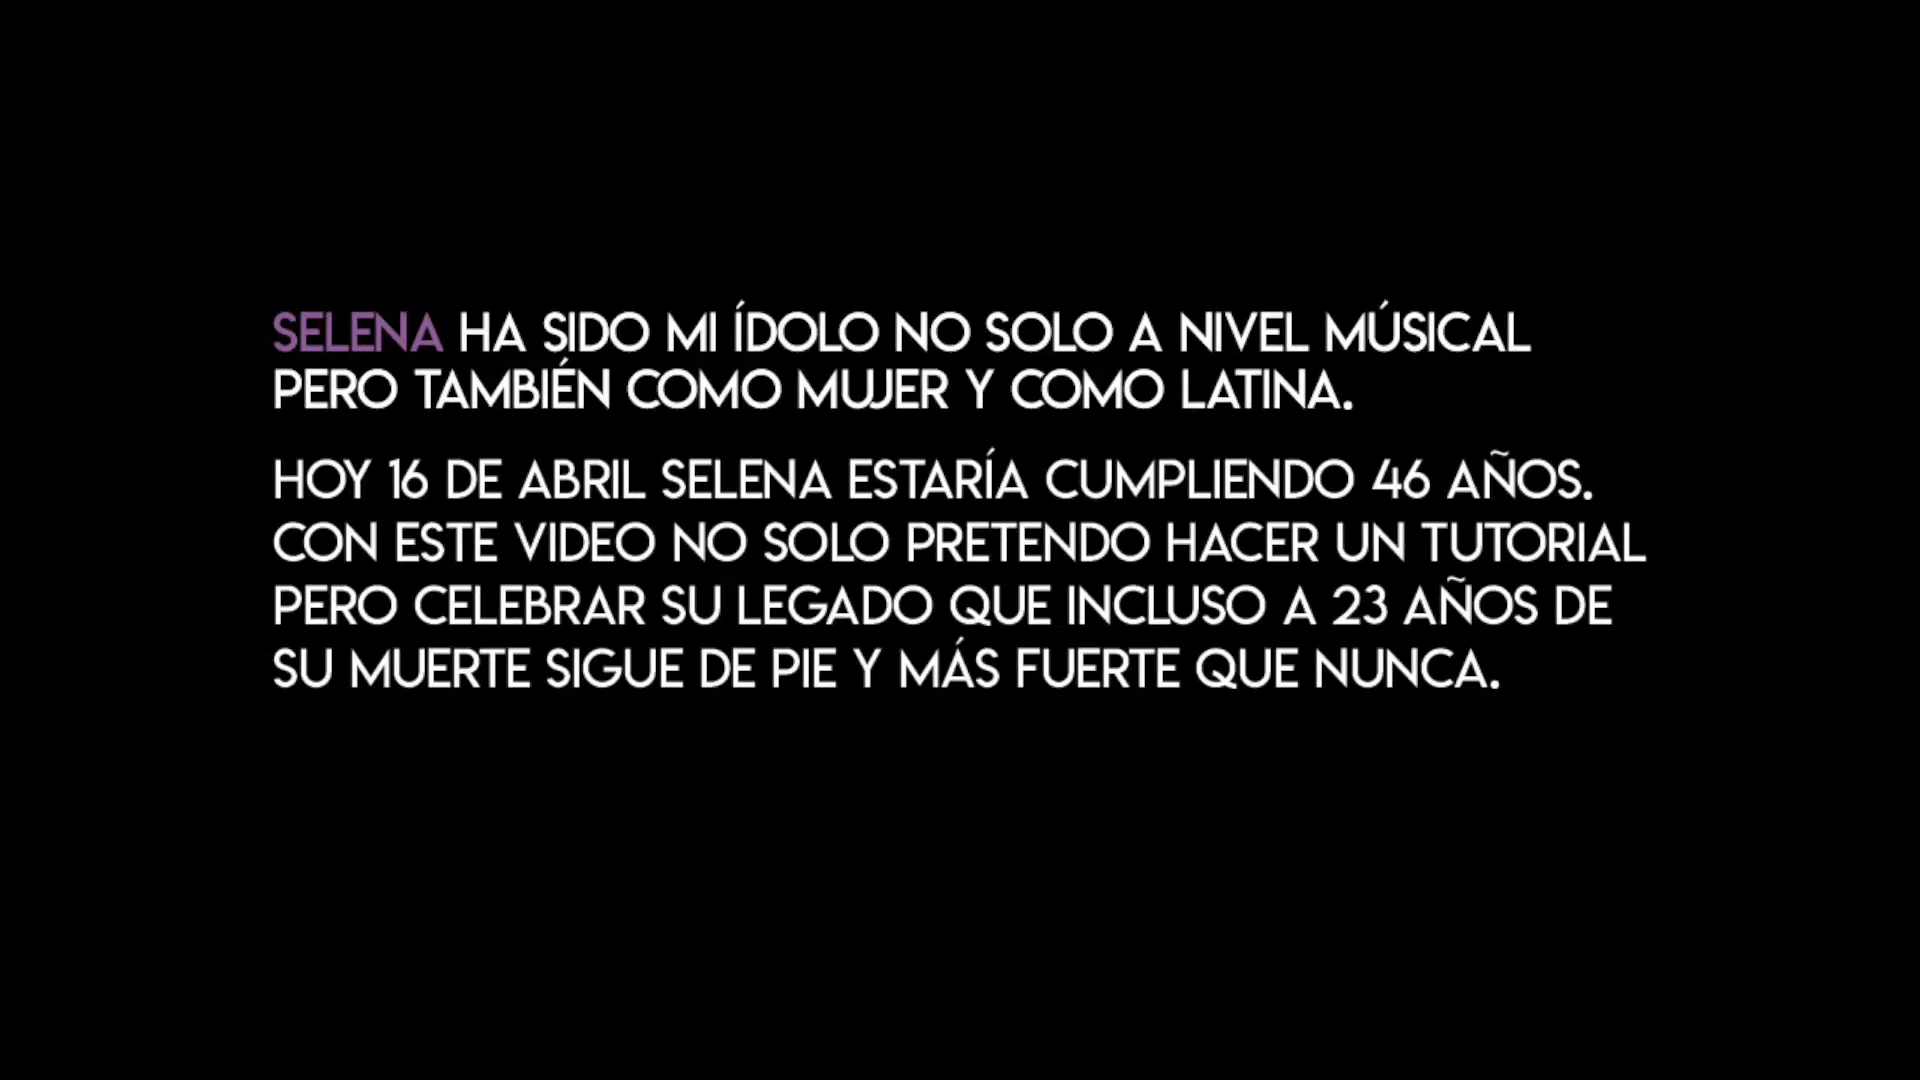 SELENA HA SIDO MI ÍDOLO NO SOLO A NIVEL MÚSICAL
PERO TAMBIÉN COMO MUJER Y COMO LATINA.
HOY 16 DE ABRIL SELENA ESTARÍA CUMPLIENDO 46 AÑOS.
CON ESTE VIDEO NO SOLO PRETENDO HACER UN TUTORIAL
PERO CELEBRAR SU LEGADO QUE INCLUSO A 23 AÑOS DE
SU MUERTE SIGUE DE PIE Y MÁS FUERTE QUE NUNCA.